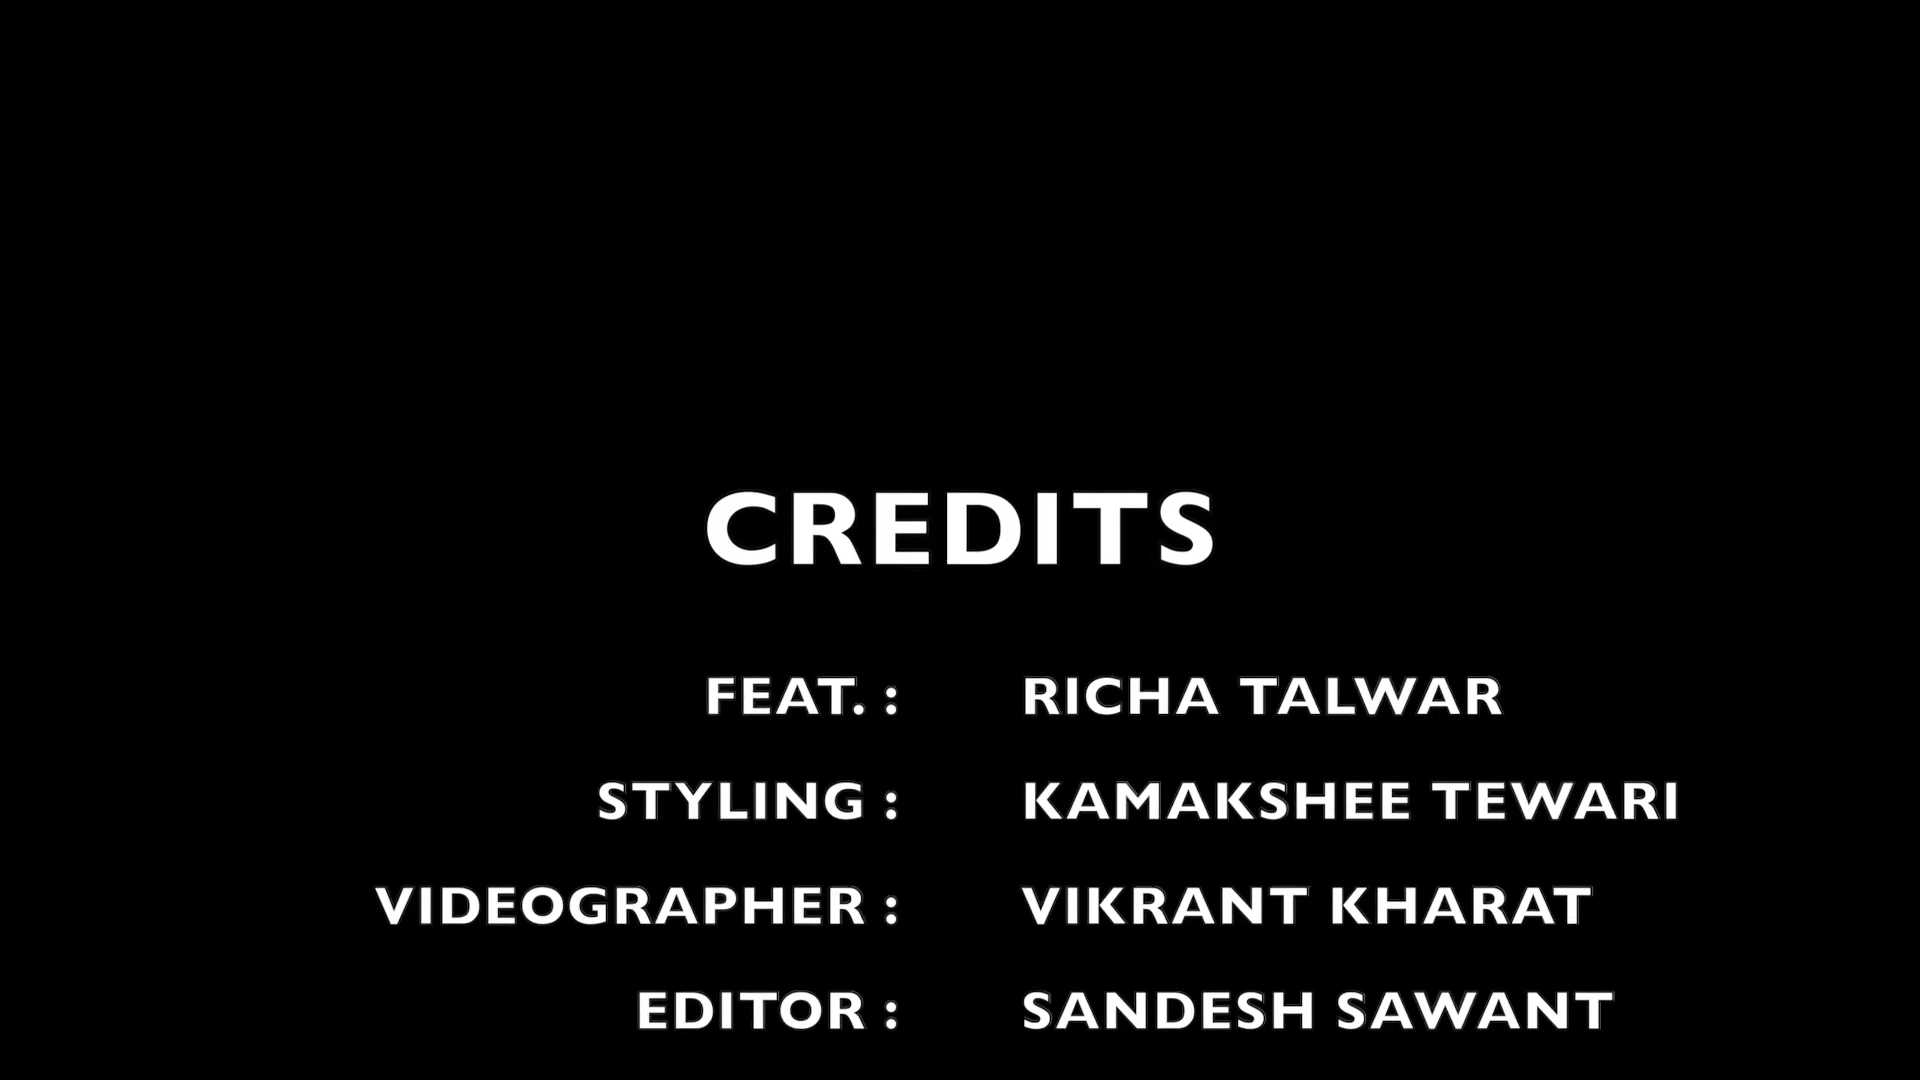 CREDITS
FEAT. : RICHA TALWAR
STYLING : KAMAKSHEE TEWARI
VIDEOGRAPHER : VIKRANT KHARAT
EDITOR : SANDESH SAWANT